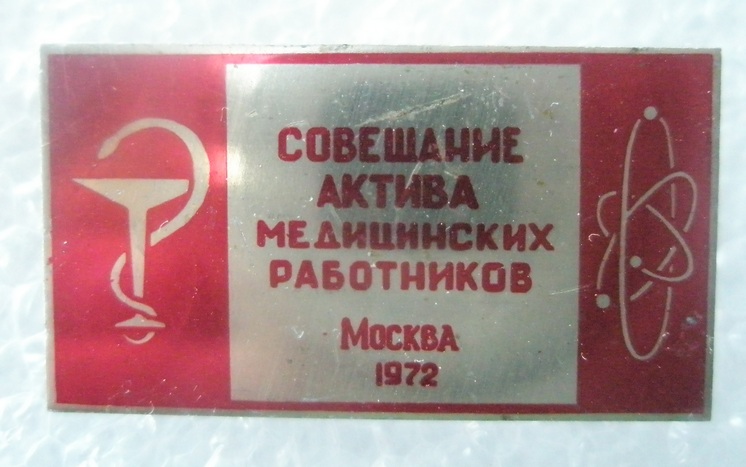 СОВЕЩАНИЕ
АКТИВА
МЕДИЦИНСКИХ
РАБОТНИКОВ
МОСКВА
1972